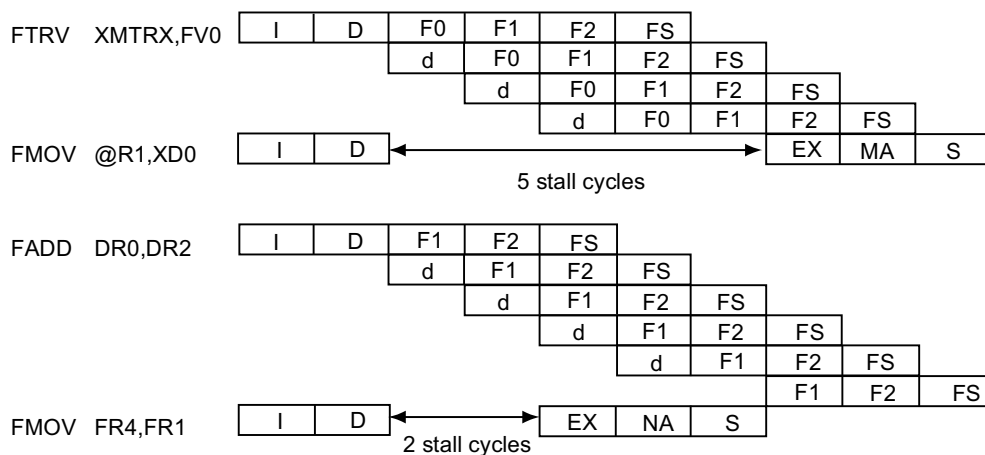 FTRV XMTRX,FV0 I D F0 F1 F2 FS
d F0 F1 F2 FS
d F0 F1 F2 FS
d F0 F1 F2 FS
FMOV @R1,XD0 I D EX MA S
5 stall cycles
FADD DR0,DR2 I D F1 F2 FS
d F1 F2 FS
d F1 F2 FS
d F1 F2 FS
d F1 F2 FS
F1 F2 FS
FMOV FR4,FR1 I D EX NA S
2 stall cycles